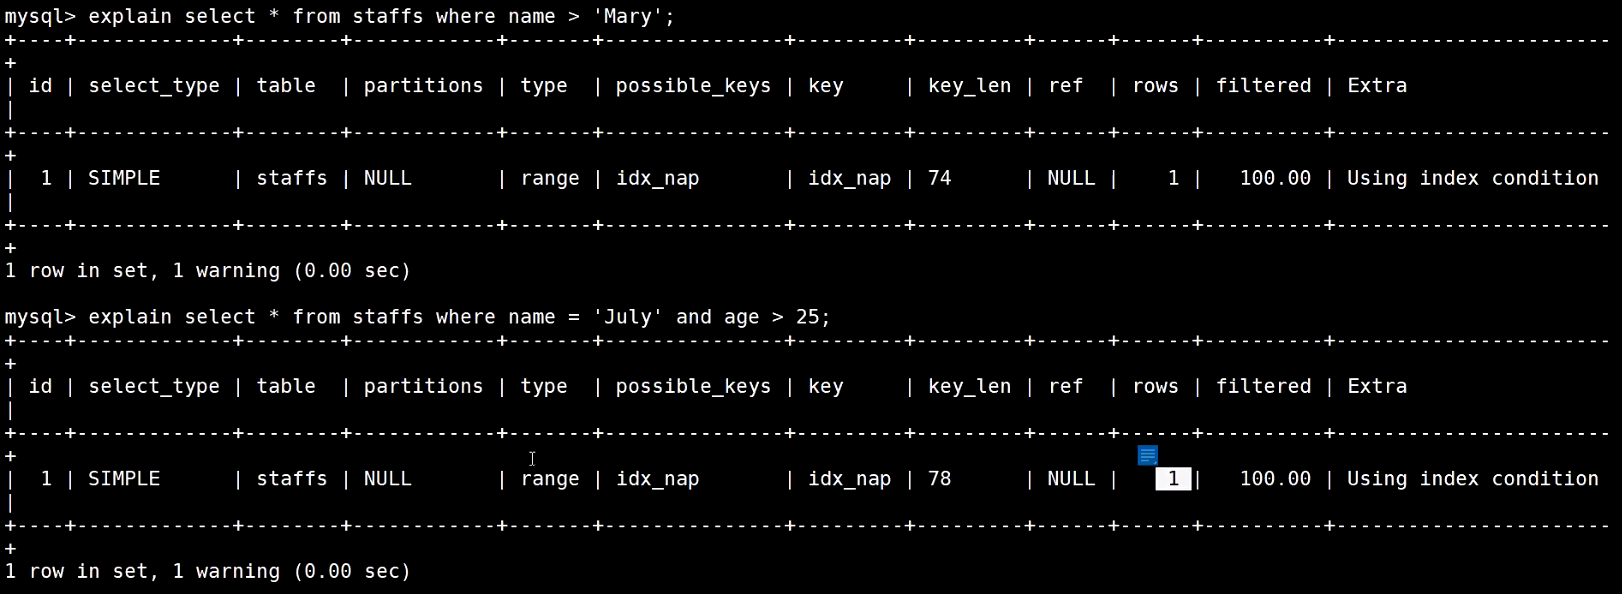 mysql> explain select * from staffs where name > 'Mary';
+----+-------------+--------+------------+-------+---------------+---------+---------+------+------+----------+-----------------------
+
| id | select_type | table  | partitions | type  | possible_keys | key     | key_len | ref  | rows | filtered | Extra
|
+----+-------------+--------+------------+-------+---------------+---------+---------+------+------+----------+-----------------------
+
|  1 | SIMPLE      | staffs | NULL       | range | idx_nap       | idx_nap | 74      | NULL |    1 |   100.00 | Using index condition
|
+----+-------------+--------+------------+-------+---------------+---------+---------+------+------+----------+-----------------------
+
1 row in set, 1 warning (0.00 sec)

mysql> explain select * from staffs where name = 'July' and age > 25;
+----+-------------+--------+------------+-------+---------------+---------+---------+------+------+----------+-----------------------
+
| id | select_type | table  | partitions | type  | possible_keys | key     | key_len | ref  | rows | filtered | Extra
|
+----+-------------+--------+------------+-------+---------------+---------+---------+------+------+----------+-----------------------
+
|  1 | SIMPLE      | staffs | NULL       | range | idx_nap       | idx_nap | 78      | NULL |    1 |   100.00 | Using index condition
|
+----+-------------+--------+------------+-------+---------------+---------+---------+------+------+----------+-----------------------
+
1 row in set, 1 warning (0.00 sec)